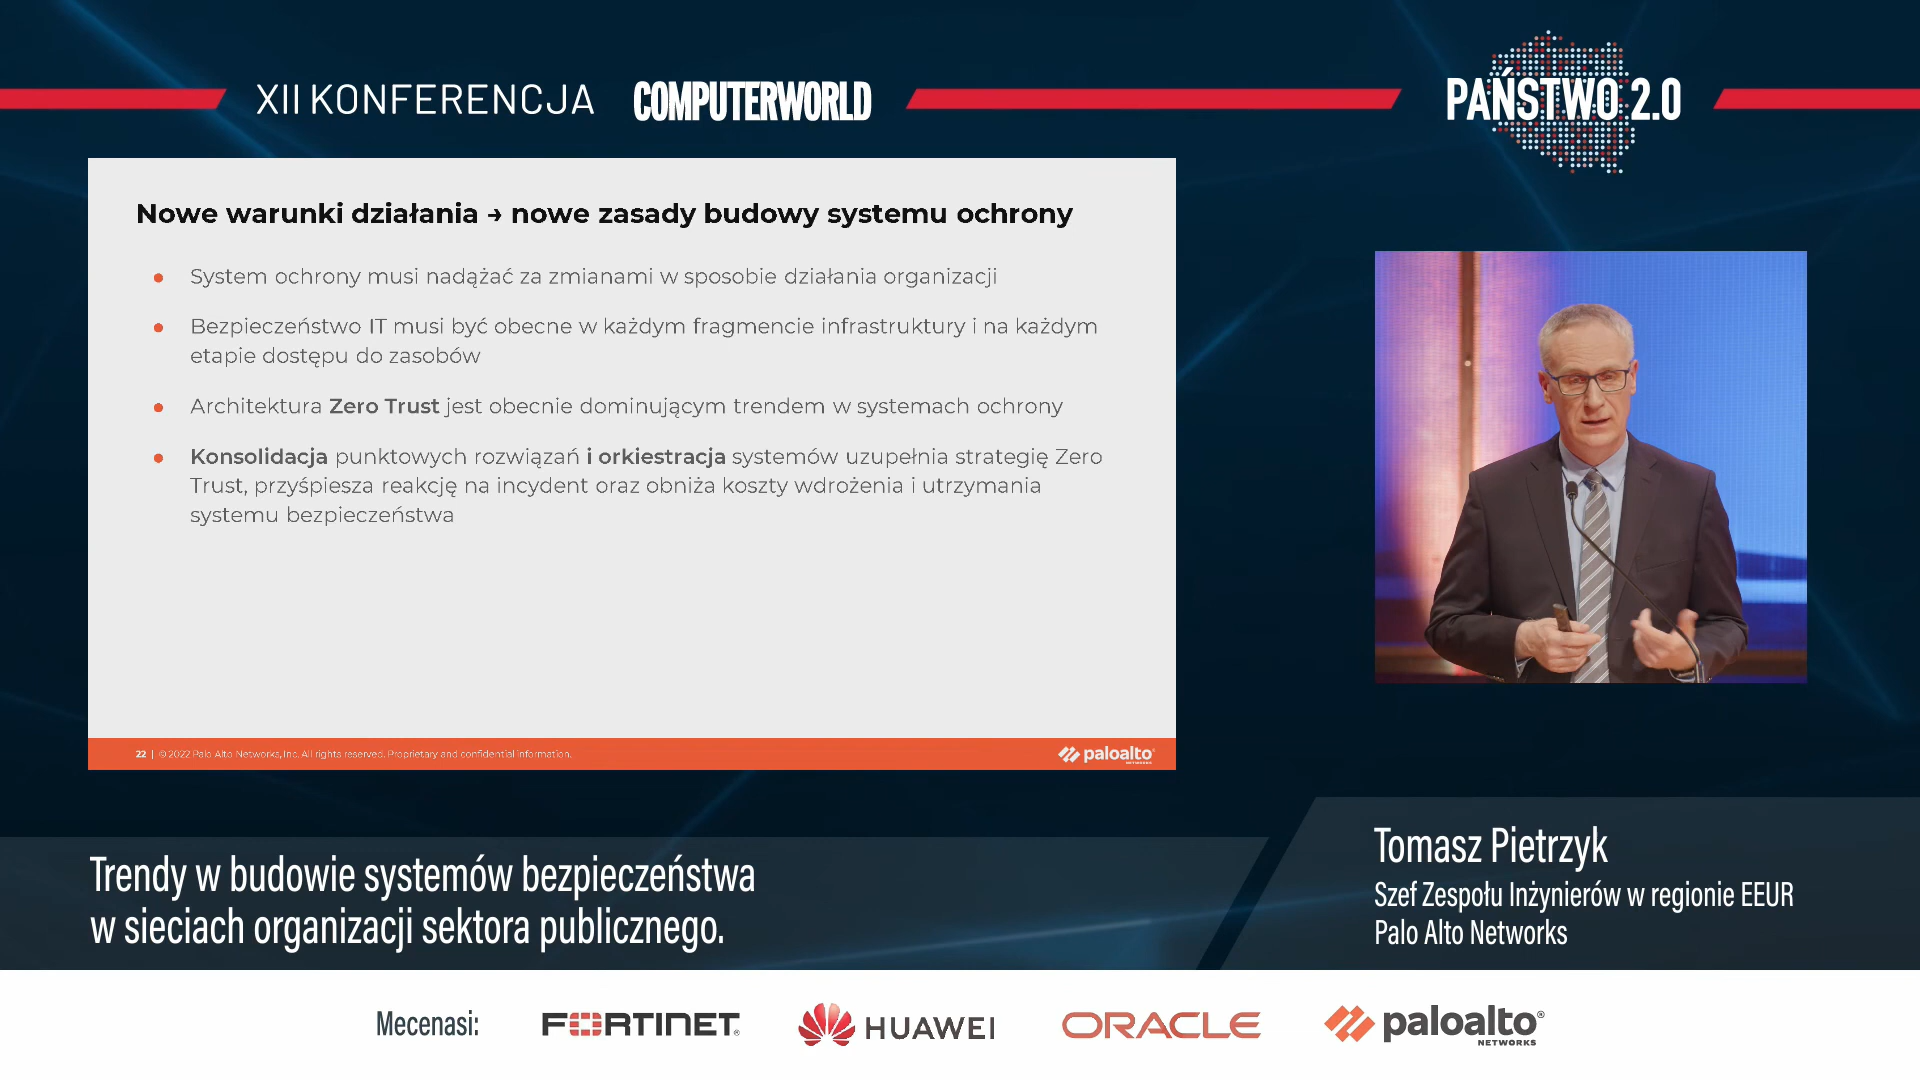 XII KONFERENCJA COMPUTERWORLD
PAŃSTWO 2.0
Nowe warunki działania → nowe zasady budowy systemu ochrony
● System ochrony musi nadążać za zmianami w sposobie działania organizacji
● Bezpieczeństwo IT musi być obecne w każdym fragmencie infrastruktury i na każdym
etapie dostępu do zasobów
● Architektura Zero Trust jest obecnie dominującym trendem w systemach ochrony
● Konsolidacja punktowych rozwiązań i orkiestracja systemów uzupełnia strategię Zero
Trust, przyśpiesza reakcję na incydent oraz obniża koszty wdrożenia i utrzymania
systemu bezpieczeństwa
22 | © 2022 Palo Alto Networks, Inc. All rights reserved. Proprietary and confidential information.
paloalto
NETWORKS
Trendy w budowie systemów bezpieczeństwa
w sieciach organizacji sektora publicznego.
Tomasz Pietrzyk
Szef Zespołu Inżynierów w regionie EEUR
Palo Alto Networks
Mecenasi: FORTINET® HUAWEI ORACLE paloalto®
NETWORKS